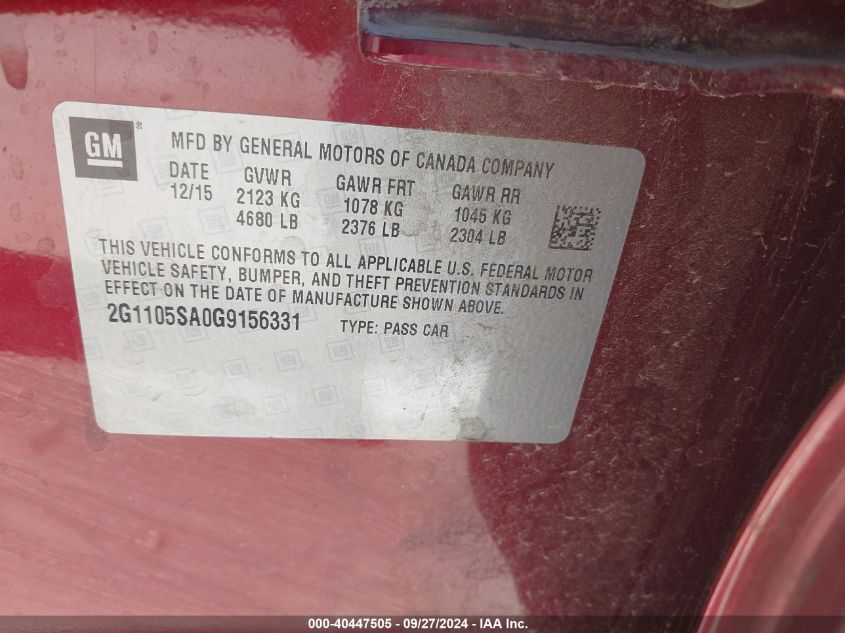 GM®
MFD BY GENERAL MOTORS OF CANADA COMPANY
DATE GVWR GAWR FRT GAWR RR
12/15 2123 KG 1078 KG 1045 KG
4680 LB 2376 LB 2304 LB
THIS VEHICLE CONFORMS TO ALL APPLICABLE U.S. FEDERAL MOTOR
VEHICLE SAFETY, BUMPER, AND THEFT PREVENTION STANDARDS IN
EFFECT ON THE DATE OF MANUFACTURE SHOWN ABOVE.
2G1105SA0G9156331 TYPE: PASS CAR
000-40447505 - 09/27/2024 - IAA Inc.